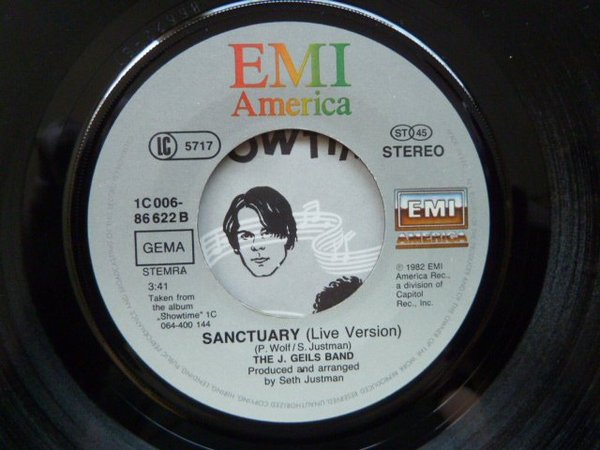 EMI
America
LC 5717
ST 45
STEREO
OWTIM
1C 006-
86 622 B
GEMA
STEMRA
EMI
AMERICA
3:41
Taken from
the album
„Showtime" 1C
064-400 144
℗ 1982 EMI
America Rec.,
a division of
Capitol
Rec., Inc.
SANCTUARY (Live Version)
(P. Wolf/S. Justman)
THE J. GEILS BAND
Produced and arranged
by Seth Justman